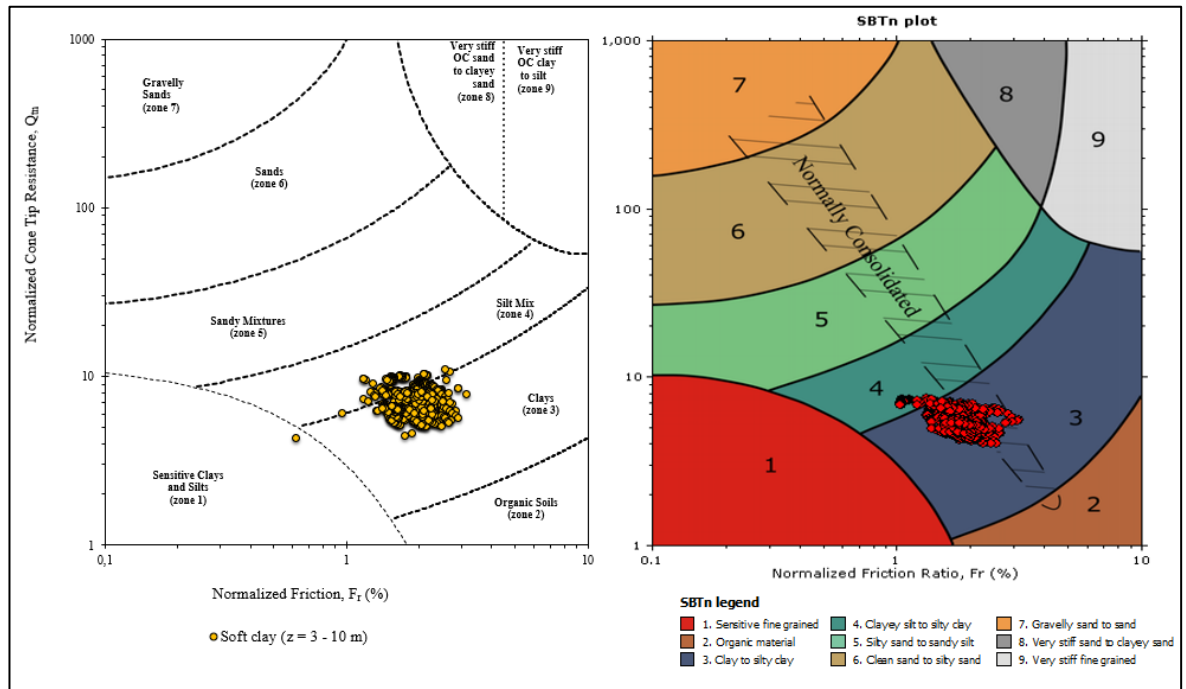 1000
100
10
1
0,1
1
10
Normalized Cone Tip Resistance, Qtn
Gravelly
Sands
(zone 7)
Very stiff
OC sand
to clayey
sand
(zone 8)
Very stiff
OC clay
to silt
(zone 9)
Sands
(zone 6)
Sandy Mixtures
(zone 5)
Silt Mix
(zone 4)
Clays
(zone 3)
Sensitive Clays
and Silts
(zone 1)
Organic Soils
(zone 2)
Normalized Friction, Fr (%)
Soft clay (z = 3 - 10 m)
SBTn plot
1,000
100
10
1
0.1
1
10
7
8
9
6
Normally Consolidated
5
4
3
1
2
Normalized Friction Ratio, Fr (%)
SBTn legend
1. Sensitive fine grained
2. Organic material
3. Clay to silty clay
4. Clayey silt to silty clay
5. Silty sand to sandy silt
6. Clean sand to silty sand
7. Gravelly sand to sand
8. Very stiff sand to clayey sand
9. Very stiff fine grained